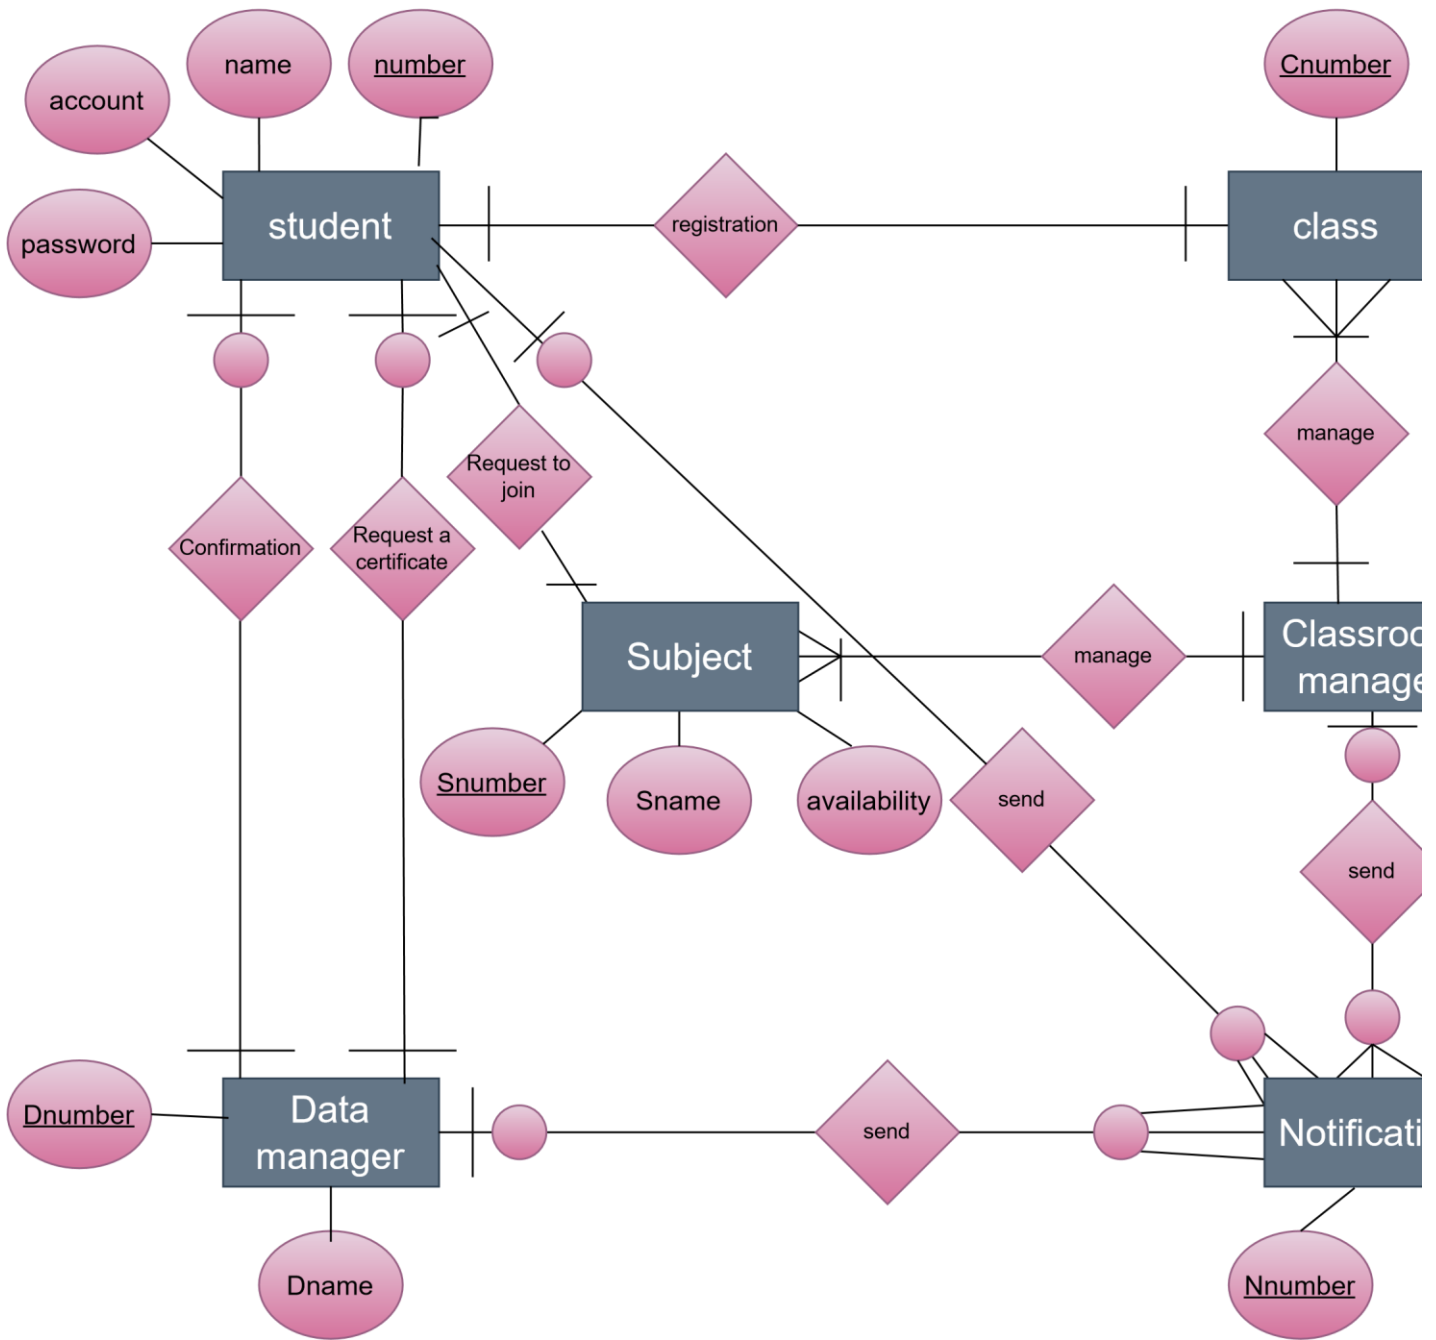 name
number
Cnumber
account
student
registration
class
password
manage
Request to
join
Confirmation
Request a
certificate
Subject
manage
Classroo
manage
Snumber
Sname
availability
send
send
Dnumber
Data
manager
send
Notificati
Dname
Nnumber